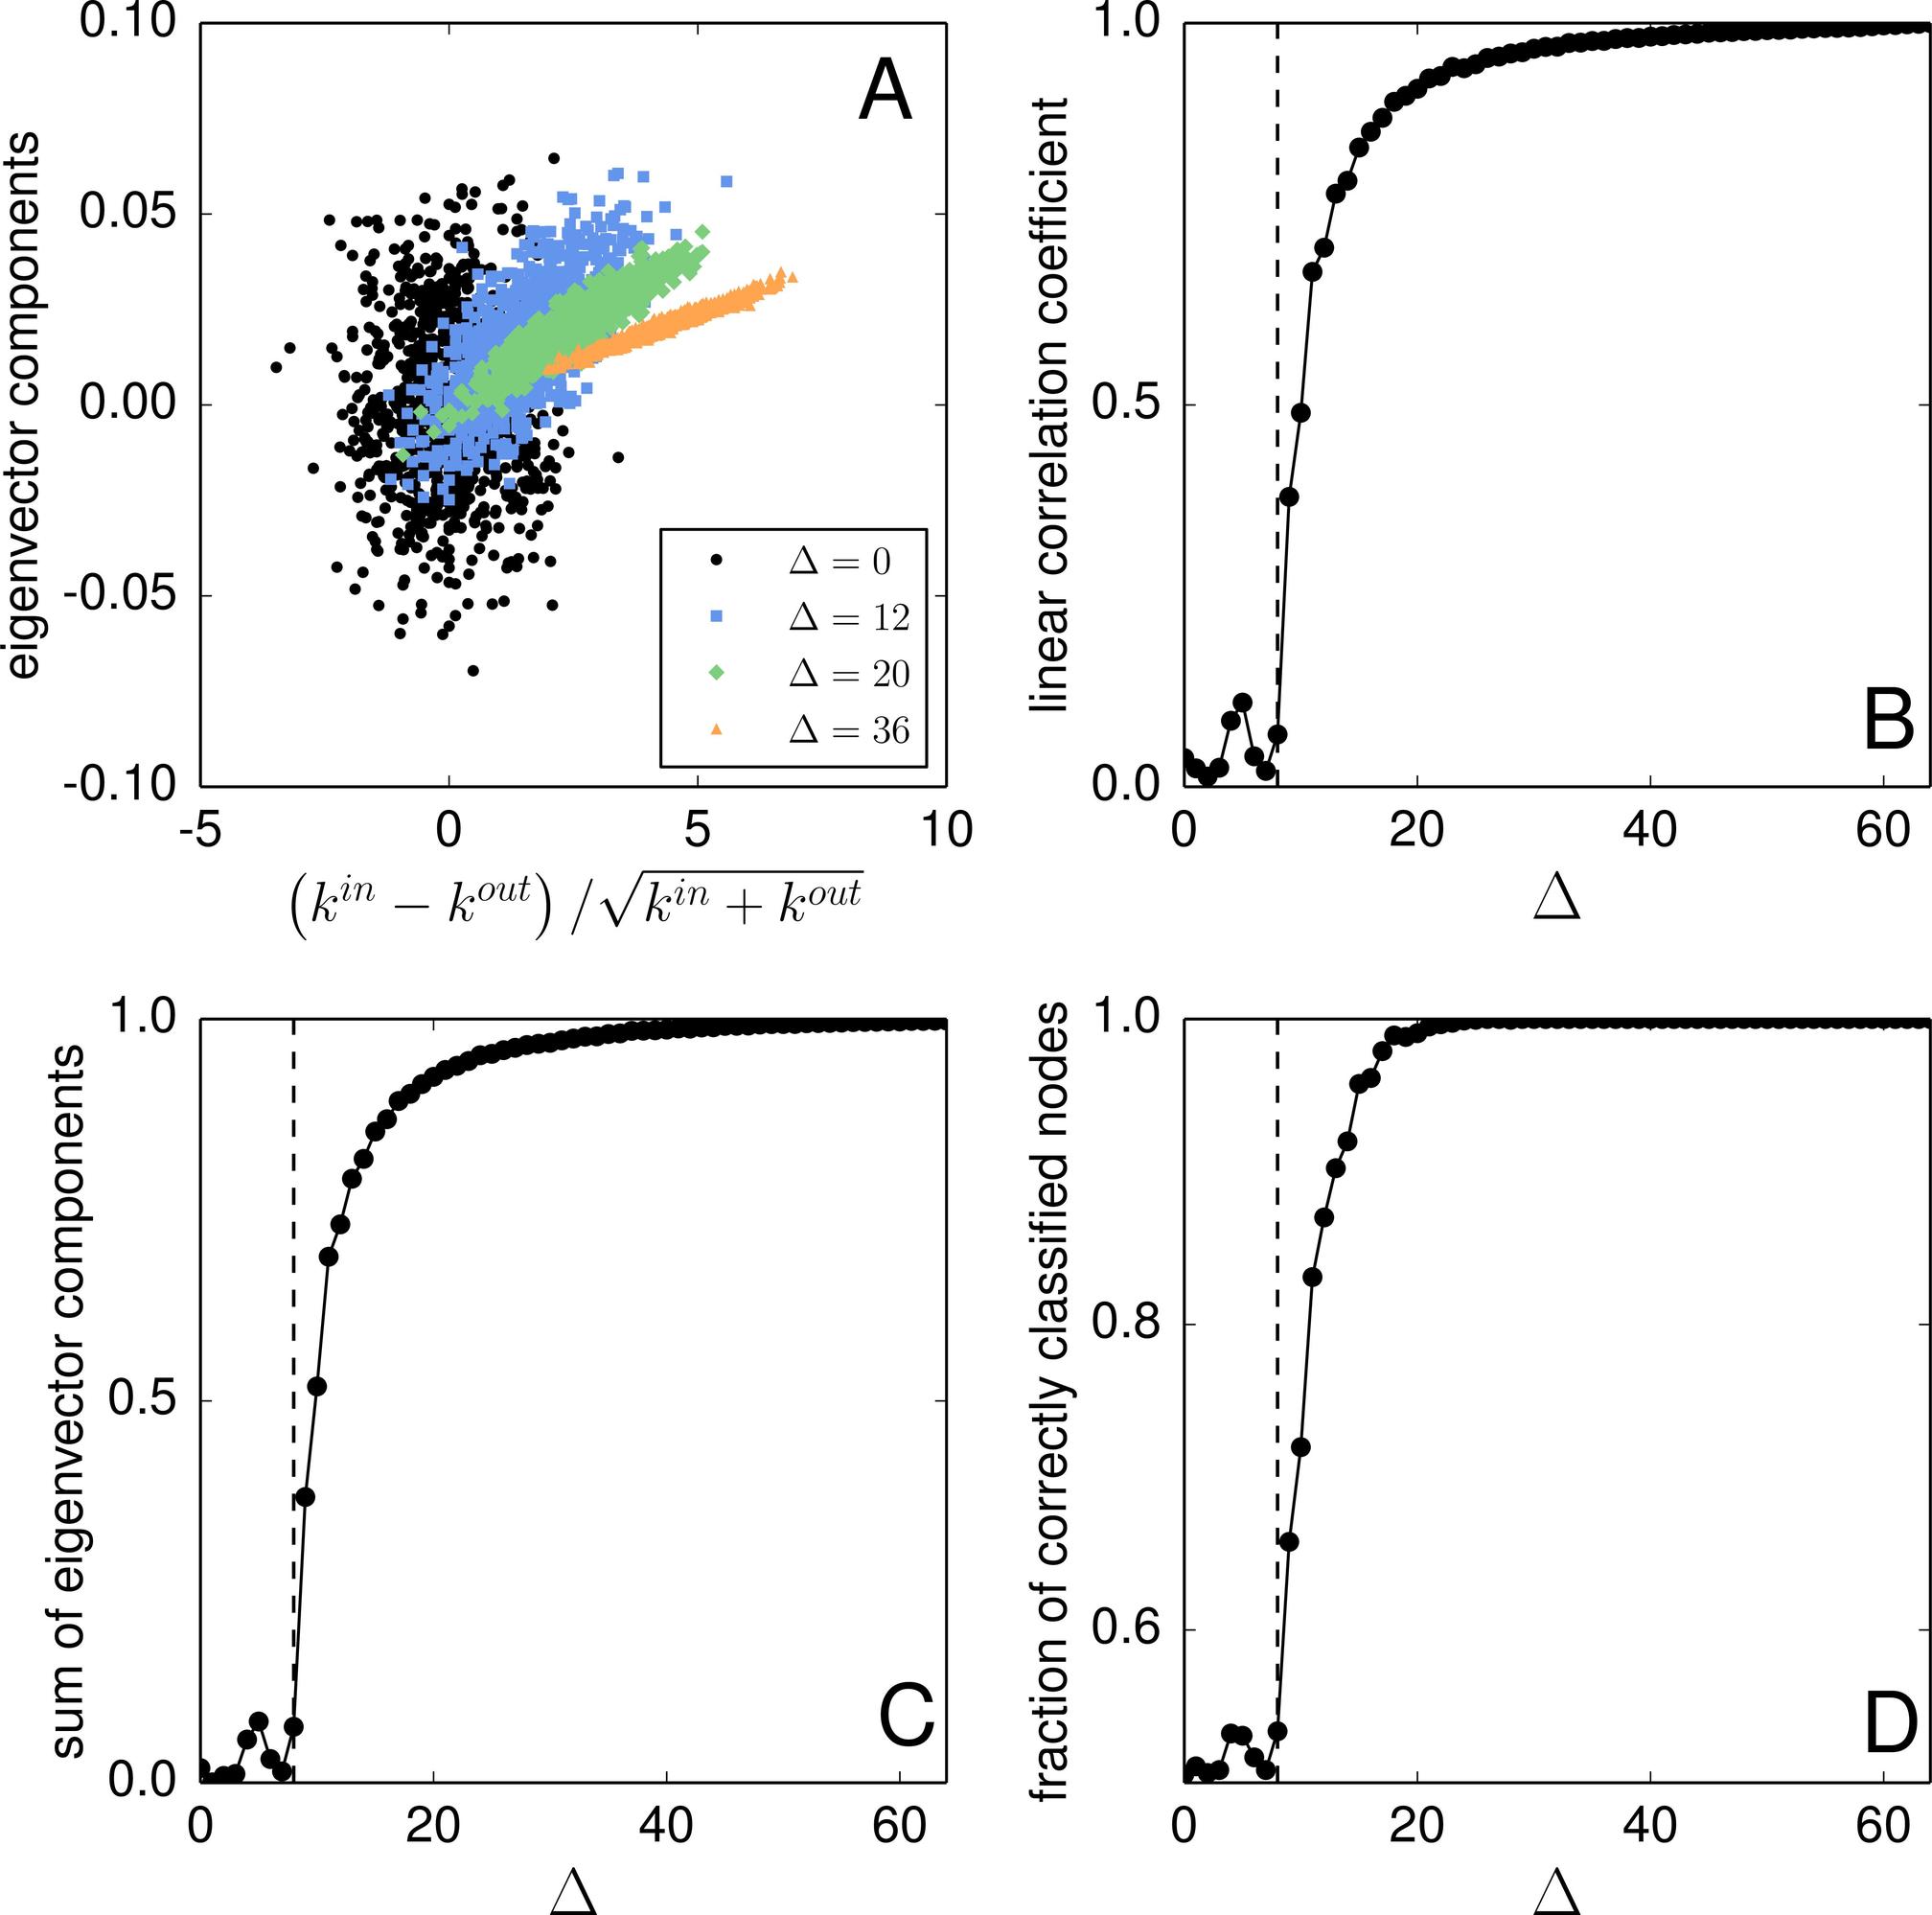 0.10
0.05
0.00
-0.05
-0.10
eigenvector components
A
Δ = 0
Δ = 12
Δ = 20
Δ = 36
-5 0 5 10
(k^{in} − k^{out}) / √(k^{in} + k^{out})
1.0
0.5
0.0
linear correlation coefficient
B
0 20 40 60
Δ
1.0
0.5
0.0
sum of eigenvector components
C
0 20 40 60
Δ
1.0
0.8
0.6
fraction of correctly classified nodes
D
0 20 40 60
Δ